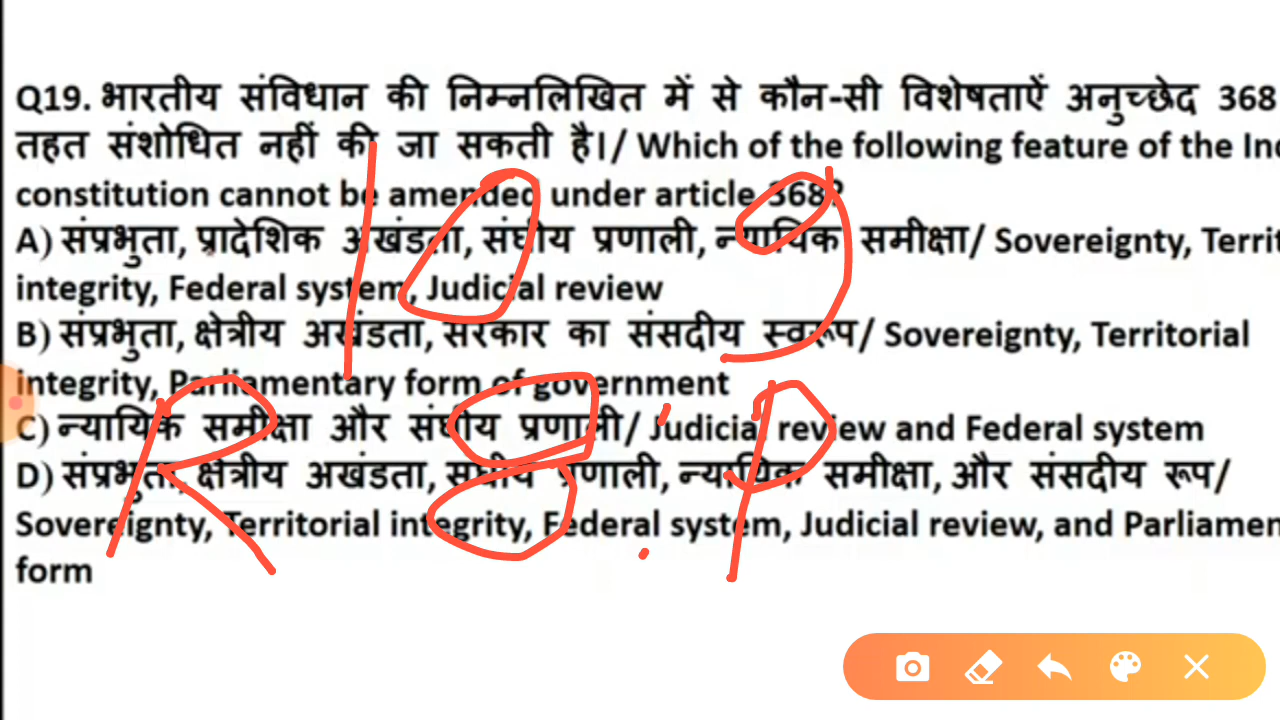 Q19. भारतीय संविधान की निम्नलिखित में से कौन-सी विशेषताऐं अनुच्छेद 368
तहत संशोधित नहीं की जा सकती है।/ Which of the following feature of the Ind
constitution cannot be amended under article 368?
A) संप्रभुता, प्रादेशिक अखंडता, संघीय प्रणाली, न्यायिक समीक्षा/ Sovereignty, Territ
integrity, Federal system, Judicial review
B) संप्रभुता, क्षेत्रीय अखंडता, सरकार का संसदीय स्वरूप/ Sovereignty, Territorial
integrity, Parliamentary form of government
C) न्यायिक समीक्षा और संघीय प्रणाली/ Judicial review and Federal system
D) संप्रभुता, क्षेत्रीय अखंडता, संघीय प्रणाली, न्यायिक समीक्षा, और संसदीय रूप/
Sovereignty, Territorial integrity, Federal system, Judicial review, and Parliamen
form